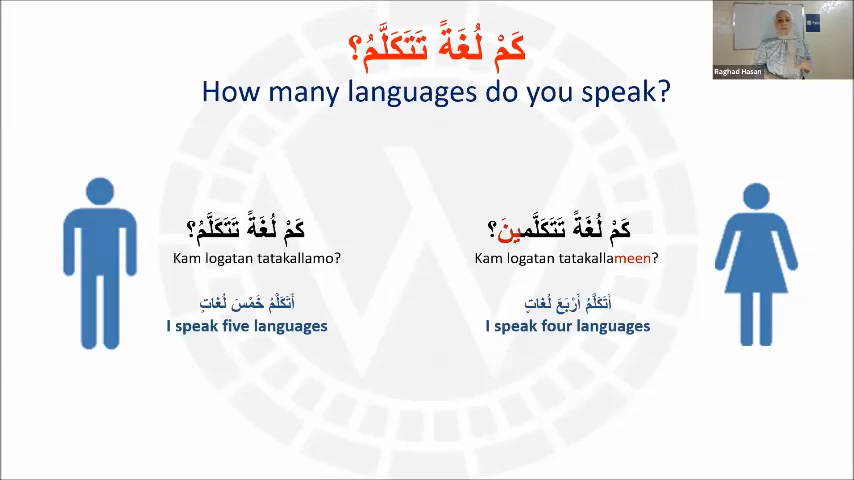 كَمْ لُغَةً تَتَكَلَّمُ؟
How many languages do you speak?
Raghad Hasan
كَمْ لُغَةً تَتَكَلَّمُ؟
Kam logatan tatakallamo?
أَتَكَلَّمُ خَمْسَ لُغَاتٍ
I speak five languages
كَمْ لُغَةً تَتَكَلَّمينَ؟
Kam logatan tatakallameen?
أَتَكَلَّمُ أَرْبَعَ لُغَاتٍ
I speak four languages